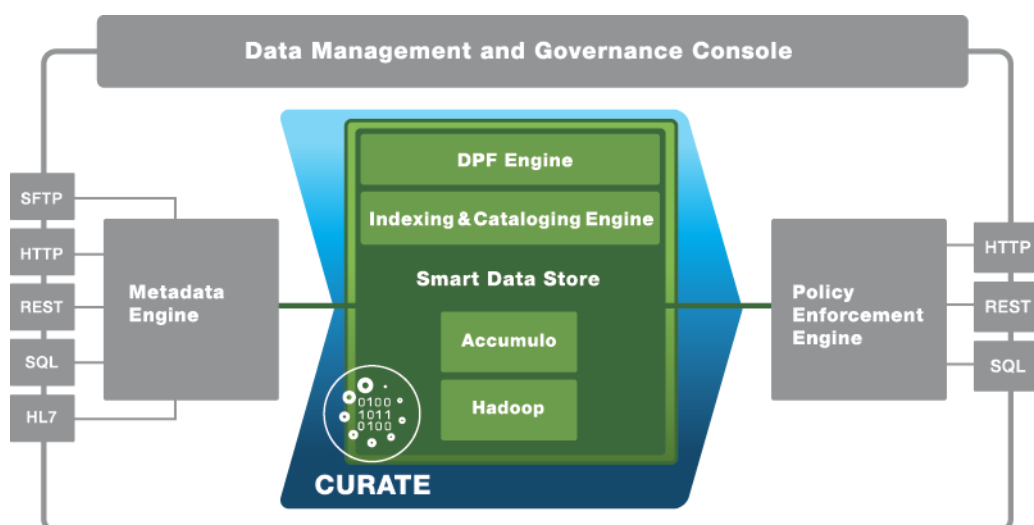 Data Management and Governance Console
DPF Engine
Indexing & Cataloging Engine
Smart Data Store
Accumulo
Hadoop
0100
1011
0100
CURATE
SFTP
HTTP
REST
SQL
HL7
Metadata
Engine
Policy
Enforcement
Engine
HTTP
REST
SQL